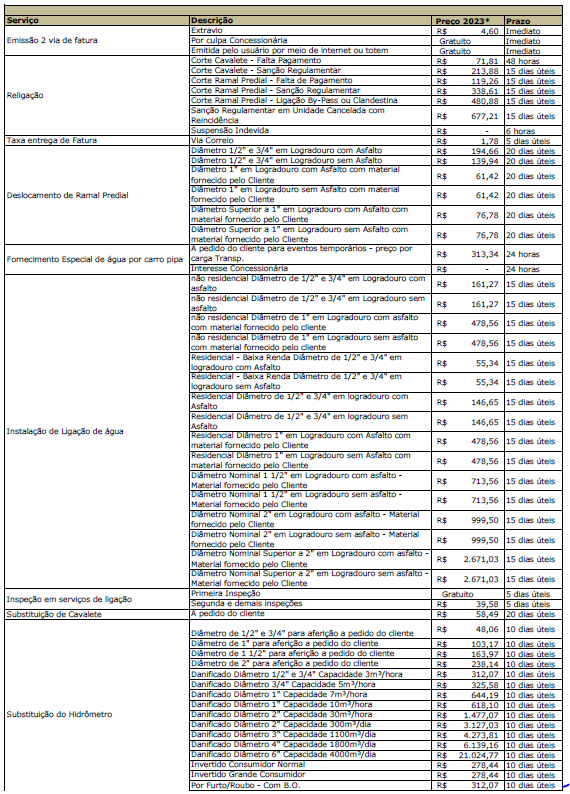 Serviço Descrição Preço 2023* Prazo
Emissão 2 via de fatura
Extravio R$ 4,60 Imediato
Por culpa Concessionária Gratuito Imediato
Emitida pelo usuário por meio de internet ou totem Gratuito Imediato
Religação
Corte Cavalete - Falta Pagamento R$ 71,81 48 horas
Corte Cavalete - Sanção Regulamentar R$ 213,88 15 dias úteis
Corte Ramal Predial - Falta de Pagamento R$ 119,26 15 dias úteis
Corte Ramal Predial - Sanção Regulamentar R$ 338,61 15 dias úteis
Corte Ramal Predial - Ligação By-Pass ou Clandestina R$ 480,88 15 dias úteis
Sanção Regulamentar em Unidade Cancelada com
Reincidência R$ 677,21 15 dias úteis
Suspensão Indevida R$ - 6 horas
Taxa entrega de Fatura Via Correio R$ 1,78 5 dias úteis
Deslocamento de Ramal Predial
Diâmetro 1/2" e 3/4" em Logradouro com Asfalto R$ 194,66 20 dias úteis
Diâmetro 1/2" e 3/4" em Logradouro sem Asfalto R$ 139,94 20 dias úteis
Diâmetro 1" em Logradouro com Asfalto com material
fornecido pelo Cliente R$ 61,42 20 dias úteis
Diâmetro 1" em Logradouro sem Asfalto com material
fornecido pelo Cliente R$ 61,42 20 dias úteis
Diâmetro Superior a 1" em Logradouro com Asfalto com
material fornecido pelo Cliente R$ 76,78 20 dias úteis
Diâmetro Superior a 1" em Logradouro sem Asfalto com
material fornecido pelo Cliente R$ 76,78 20 dias úteis
Fornecimento Especial de água por carro pipa
A pedido do cliente para eventos temporários - preço por
carga Transp. R$ 313,34 24 horas
Interesse Concessionária R$ - 24 horas
Instalação de Ligação de água
não residencial Diâmetro de 1/2" e 3/4" em Logradouro com
asfalto R$ 161,27 15 dias úteis
não residencial Diâmetro de 1/2" e 3/4" em Logradouro sem
asfalto R$ 161,27 15 dias úteis
não residencial Diâmetro de 1" em Logradouro com asfalto
com material fornecido pelo cliente R$ 478,56 15 dias úteis
não residencial Diâmetro de 1" em Logradouro sem asfalto
com material fornecido pelo cliente R$ 478,56 15 dias úteis
Residencial - Baixa Renda Diâmetro de 1/2" e 3/4" em
logradouro com Asfalto R$ 55,34 15 dias úteis
Residencial - Baixa Renda Diâmetro de 1/2" e 3/4" em
logradouro sem Asfalto R$ 55,34 15 dias úteis
Residencial Diâmetro de 1/2" e 3/4" em logradouro com
Asfalto R$ 146,65 15 dias úteis
Residencial Diâmetro de 1/2" e 3/4" em logradouro sem
Asfalto R$ 146,65 15 dias úteis
Residencial Diâmetro 1" em Logradouro com Asfalto com
material fornecido pelo Cliente R$ 478,56 15 dias úteis
Residencial Diâmetro 1" em Logradouro sem Asfalto com
material fornecido pelo Cliente R$ 478,56 15 dias úteis
Diâmetro Nominal 1 1/2" em Logradouro com asfalto -
Material fornecido pelo Cliente R$ 713,56 15 dias úteis
Diâmetro Nominal 1 1/2" em Logradouro sem asfalto -
Material fornecido pelo Cliente R$ 713,56 15 dias úteis
Diâmetro Nominal 2" em Logradouro com asfalto - Material
fornecido pelo Cliente R$ 999,50 15 dias úteis
Diâmetro Nominal 2" em Logradouro sem asfalto - Material
fornecido pelo Cliente R$ 999,50 15 dias úteis
Diâmetro Nominal Superior a 2" em Logradouro com asfalto -
Material fornecido pelo Cliente R$ 2.671,03 15 dias úteis
Diâmetro Nominal Superior a 2" em Logradouro sem asfalto -
Material fornecido pelo Cliente R$ 2.671,03 15 dias úteis
Inspeção em serviços de ligação
Primeira Inspeção Gratuito 5 dias úteis
Segunda e demais inspeções R$ 39,58 5 dias úteis
Substituição de Cavalete A pedido do cliente R$ 58,49 20 dias úteis
Substituição do Hidrômetro
Diâmetro de 1/2" e 3/4" para aferição a pedido do cliente R$ 48,06 10 dias úteis
Diâmetro de 1" para aferição a pedido do cliente R$ 103,17 10 dias úteis
Diâmetro de 1 1/2" para aferição a pedido do cliente R$ 163,97 10 dias úteis
Diâmetro de 2" para aferição a pedido do cliente R$ 238,14 10 dias úteis
Danificado Diâmetro 1/2" e 3/4" Capacidade 3m³/hora R$ 312,07 10 dias úteis
Danificado Diâmetro 3/4" Capacidade 5m³/hora R$ 325,58 10 dias úteis
Danificado Diâmetro 1" Capacidade 7m³/hora R$ 644,19 10 dias úteis
Danificado Diâmetro 1" Capacidade 10m³/hora R$ 618,10 10 dias úteis
Danificado Diâmetro 2" Capacidade 30m³/hora R$ 1.477,07 10 dias úteis
Danificado Diâmetro 2" Capacidade 300m³/dia R$ 3.127,03 10 dias úteis
Danificado Diâmetro 3" Capacidade 1100m³/dia R$ 4.273,81 10 dias úteis
Danificado Diâmetro 4" Capacidade 1800m³/dia R$ 6.139,16 10 dias úteis
Danificado Diâmetro 6" Capacidade 4000m³/dia R$ 21.024,77 10 dias úteis
Invertido Consumidor Normal R$ 278,44 10 dias úteis
Invertido Grande Consumidor R$ 278,44 10 dias úteis
Por Furto/Roubo - Com B.O. R$ 312,07 10 dias úteis